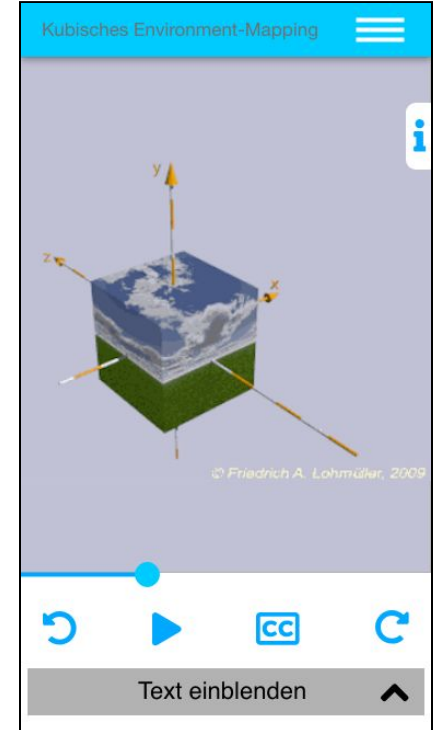 Kubisches Environment-Mapping
i
y
z
x
© Friedrich A. Lohmüller, 2009
CC
Text einblenden